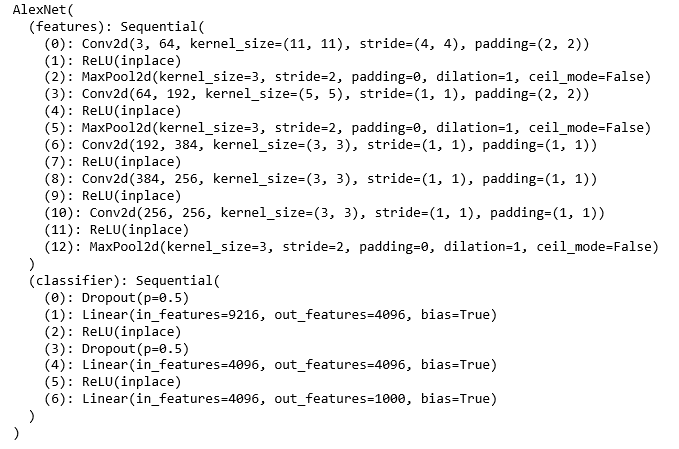 AlexNet(
  (features): Sequential(
    (0): Conv2d(3, 64, kernel_size=(11, 11), stride=(4, 4), padding=(2, 2))
    (1): ReLU(inplace)
    (2): MaxPool2d(kernel_size=3, stride=2, padding=0, dilation=1, ceil_mode=False)
    (3): Conv2d(64, 192, kernel_size=(5, 5), stride=(1, 1), padding=(2, 2))
    (4): ReLU(inplace)
    (5): MaxPool2d(kernel_size=3, stride=2, padding=0, dilation=1, ceil_mode=False)
    (6): Conv2d(192, 384, kernel_size=(3, 3), stride=(1, 1), padding=(1, 1))
    (7): ReLU(inplace)
    (8): Conv2d(384, 256, kernel_size=(3, 3), stride=(1, 1), padding=(1, 1))
    (9): ReLU(inplace)
    (10): Conv2d(256, 256, kernel_size=(3, 3), stride=(1, 1), padding=(1, 1))
    (11): ReLU(inplace)
    (12): MaxPool2d(kernel_size=3, stride=2, padding=0, dilation=1, ceil_mode=False)
  )
  (classifier): Sequential(
    (0): Dropout(p=0.5)
    (1): Linear(in_features=9216, out_features=4096, bias=True)
    (2): ReLU(inplace)
    (3): Dropout(p=0.5)
    (4): Linear(in_features=4096, out_features=4096, bias=True)
    (5): ReLU(inplace)
    (6): Linear(in_features=4096, out_features=1000, bias=True)
  )
)